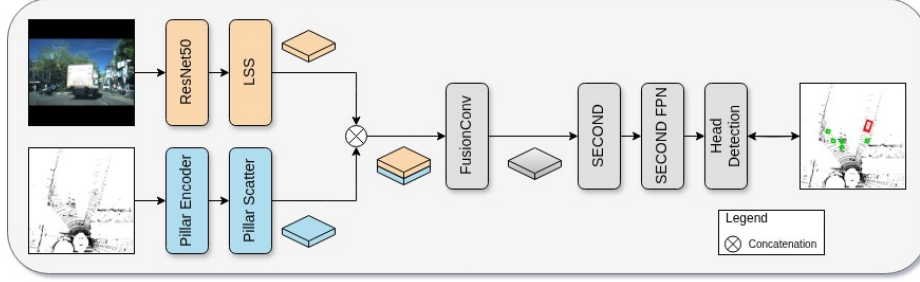 ResNet50
LSS
Pillar Encoder
Pillar Scatter
FusionConv
SECOND
SECOND FPN
Head
Detection
Legend
Concatenation